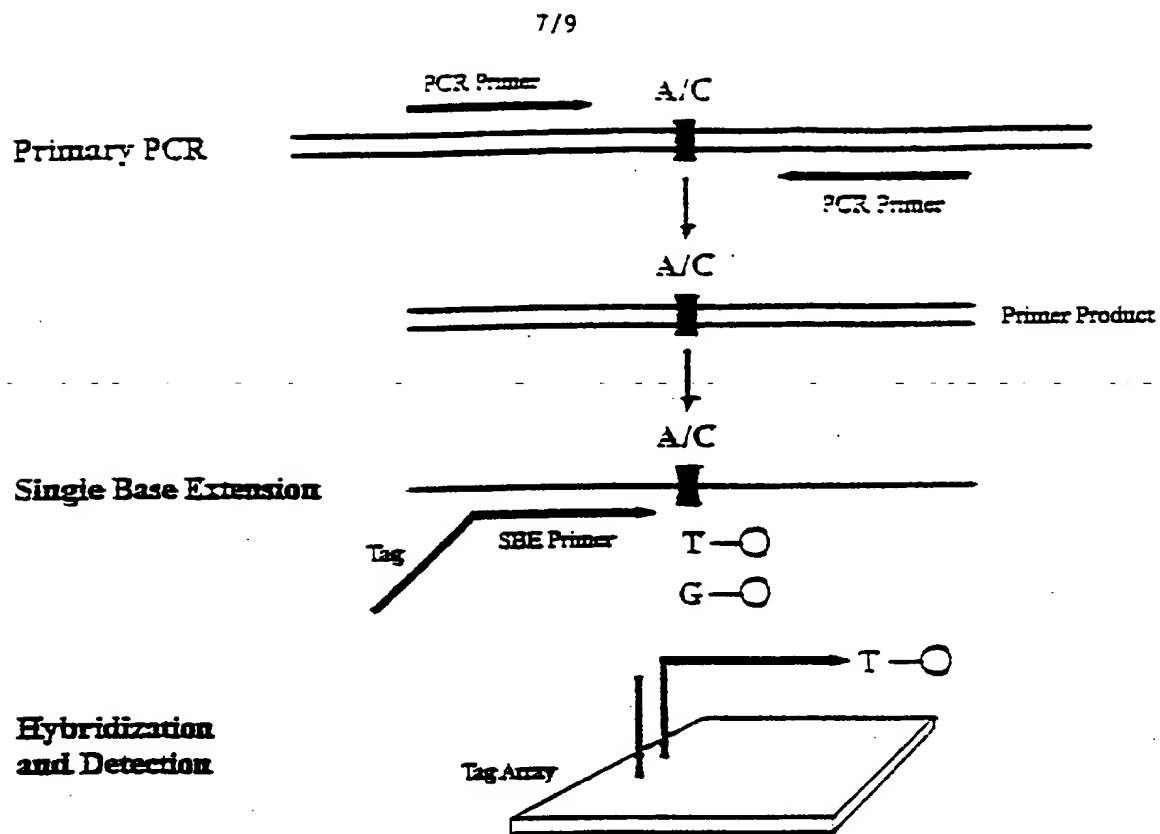 7/9
PCR Primer
A/C
Primary PCR
PCR Primer
A/C
Primer Product
A/C
Single Base Extension
SBE Primer
Tag
T
G
T
Hybridization
and Detection
Tag Array